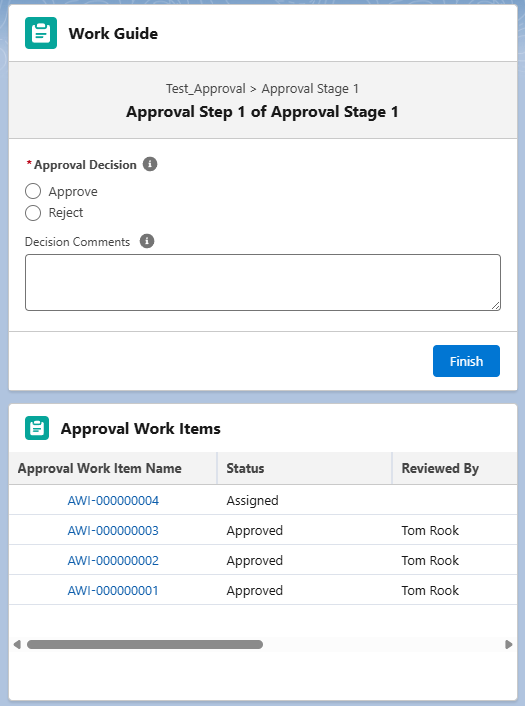 Work Guide
Test_Approval > Approval Stage 1
Approval Step 1 of Approval Stage 1
*Approval Decision
Approve
Reject
Decision Comments
Finish
Approval Work Items
Approval Work Item Name Status Reviewed By
AWI-000000004 Assigned
AWI-000000003 Approved Tom Rook
AWI-000000002 Approved Tom Rook
AWI-000000001 Approved Tom Rook